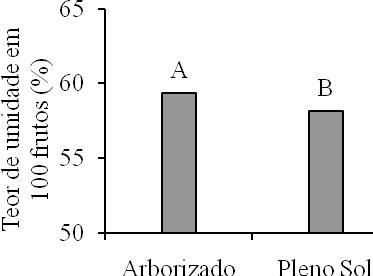 Teor de umidade em
100 frutos (%)
65
60
55
50
A
B
Arborizado
Pleno Sol